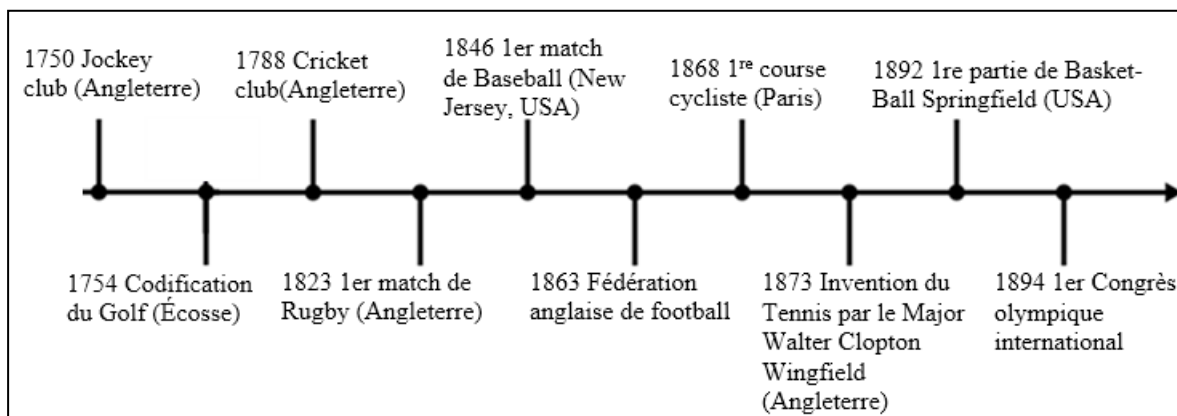 1750 Jockey
club (Angleterre)
1788 Cricket
club(Angleterre)
1846 1er match
de Baseball (New
Jersey, USA)
1868 1re course
cycliste (Paris)
1892 1re partie de Basket-
Ball Springfield (USA)
1754 Codification
du Golf (Écosse)
1823 1er match de
Rugby (Angleterre)
1863 Fédération
anglaise de football
1873 Invention du
Tennis par le Major
Walter Clopton
Wingfield
(Angleterre)
1894 1er Congrès
olympique
international